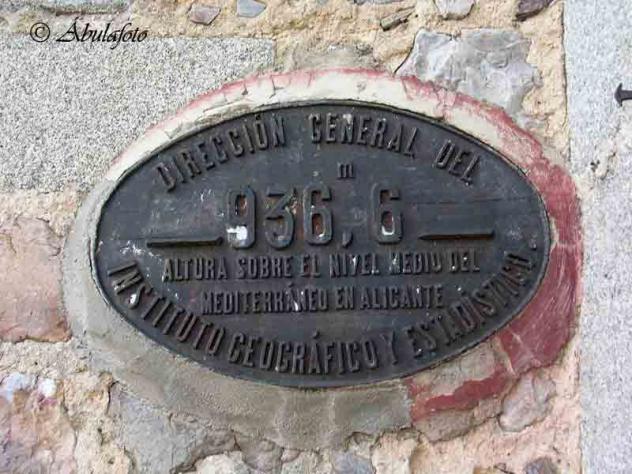 © Ábulafoto
DIRECCIÓN GENERAL DEL
m
936,6
ALTURA SOBRE EL NIVEL MEDIO DEL
MEDITERRÁNEO EN ALICANTE
INSTITUTO GEOGRÁFICO Y ESTADÍSTICO.